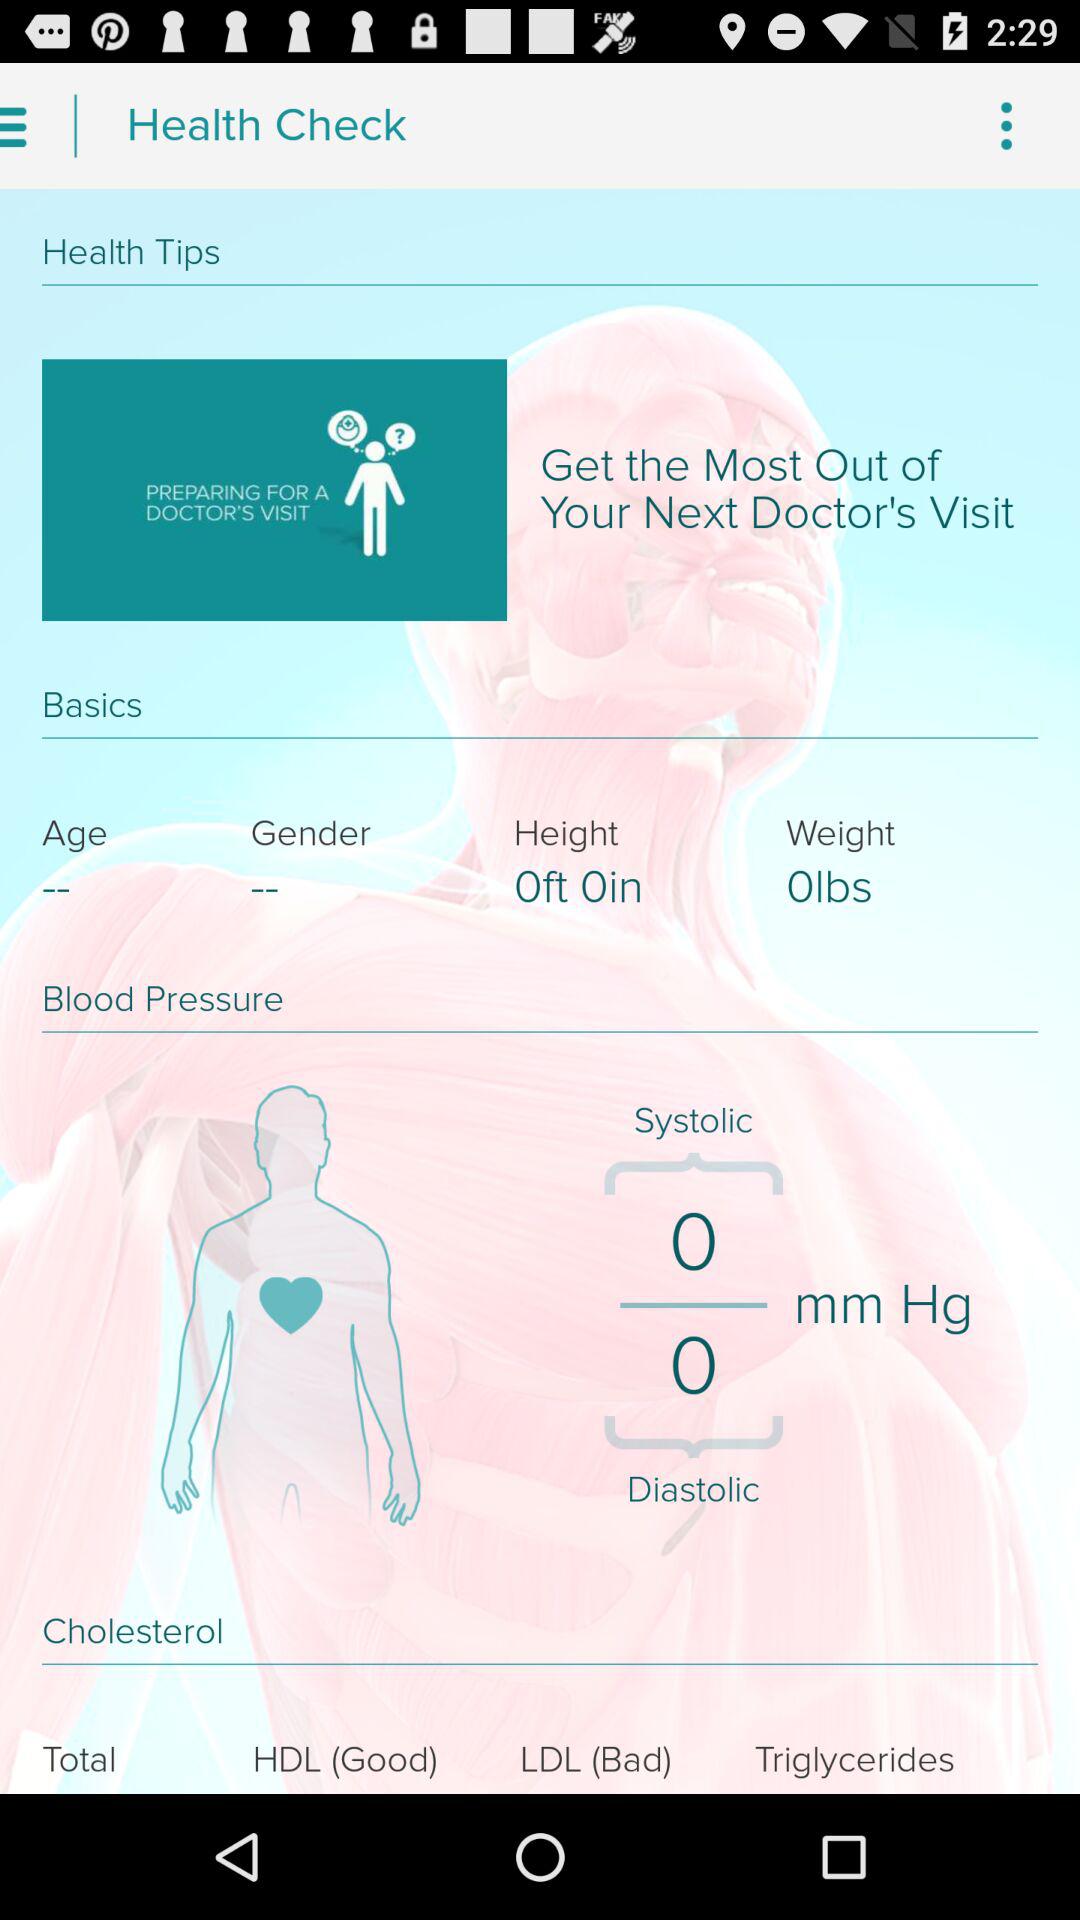 FAKE 2:29
Health Check
Health Tips
PREPARING FOR A
DOCTOR'S VISIT
?
Get the Most Out of
Your Next Doctor's Visit
Basics
Age Gender Height Weight
-- -- 0ft 0in 0lbs
Blood Pressure
Systolic
0
mm Hg
0
Diastolic
Cholesterol
Total HDL (Good) LDL (Bad) Triglycerides